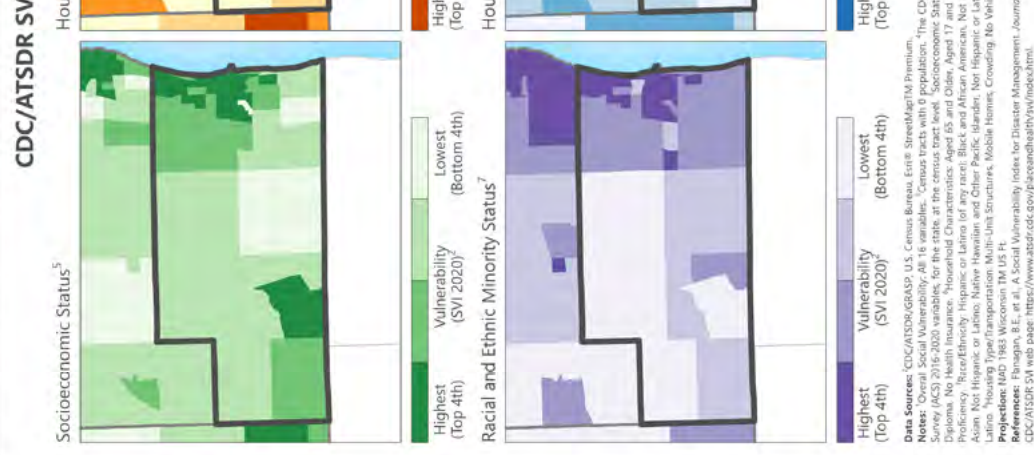 CDC/ATSDR SV
Socioeconomic Status⁵
Hou
Highest
(Top 4th)
Vulnerability
(SVI 2020)²
Lowest
(Bottom 4th)
High
(Top
Racial and Ethnic Minority Status⁷
Hou
Highest
(Top 4th)
Vulnerability
(SVI 2020)²
Lowest
(Bottom 4th)
High
(Top
Data Sources: ¹CDC/ATSDR/GRASP, U.S. Census Bureau, Esri® StreetMapTM Premium.
Notes: ¹Overall Social Vulnerability: All 16 variables. ³Census tracts with 0 population. ⁴The CD
Survey (ACS) 2016-2020 variables, for the state, at the census tract level. ⁵Socioeconomic Stat
Diploma, No Health Insurance. ⁶Household Characteristics: Aged 65 and Older, Aged 17 and
Proficiency. ⁷Race/Ethnicity: Hispanic or Latino (of any race); Black and African American, Not
Asian, Not Hispanic or Latino; Native Hawaiian and Other Pacific Islander, Not Hispanic or Lat
Latino. ⁸Housing Type/Transportation: Multi-Unit Structures, Mobile Homes, Crowding, No Vehi
Projection: NAD 1983 Wisconsin TM US Ft.
References: Flanagan, B.E., et al., A Social Vulnerability Index for Disaster Management. Journa
CDC/ATSDR SVI web page: https://www.atsdr.cdc.gov/placeandhealth/svi/index.html.